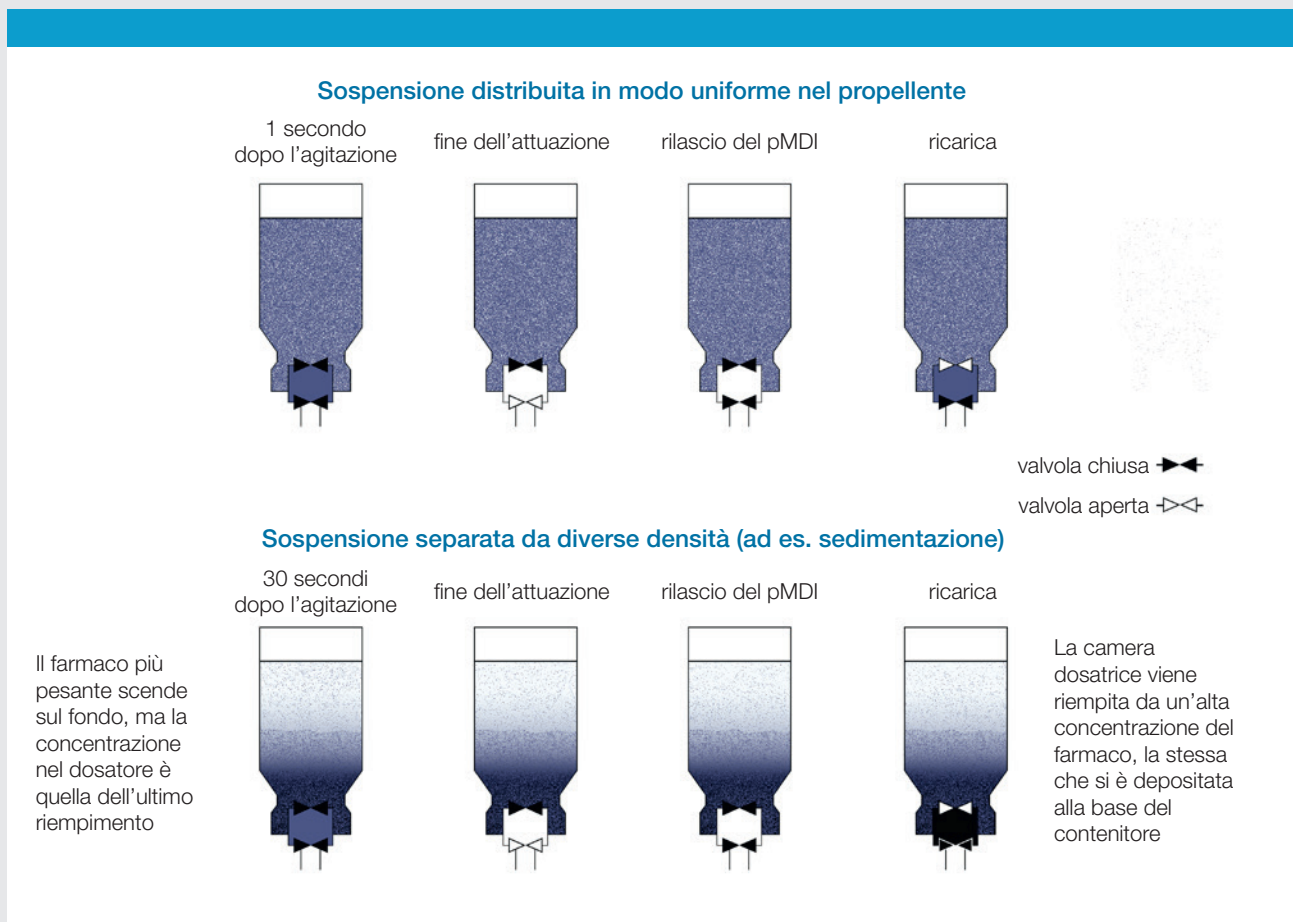 Sospensione distribuita in modo uniforme nel propellente
1 secondo
dopo l’agitazione
fine dell’attuazione
rilascio del pMDI
ricarica
valvola chiusa
valvola aperta
Sospensione separata da diverse densità (ad es. sedimentazione)
30 secondi
dopo l’agitazione
fine dell’attuazione
rilascio del pMDI
ricarica
Il farmaco più
pesante scende
sul fondo, ma la
concentrazione
nel dosatore è
quella dell’ultimo
riempimento
La camera
dosatrice viene
riempita da un’alta
concentrazione del
farmaco, la stessa
che si è depositata
alla base del
contenitore